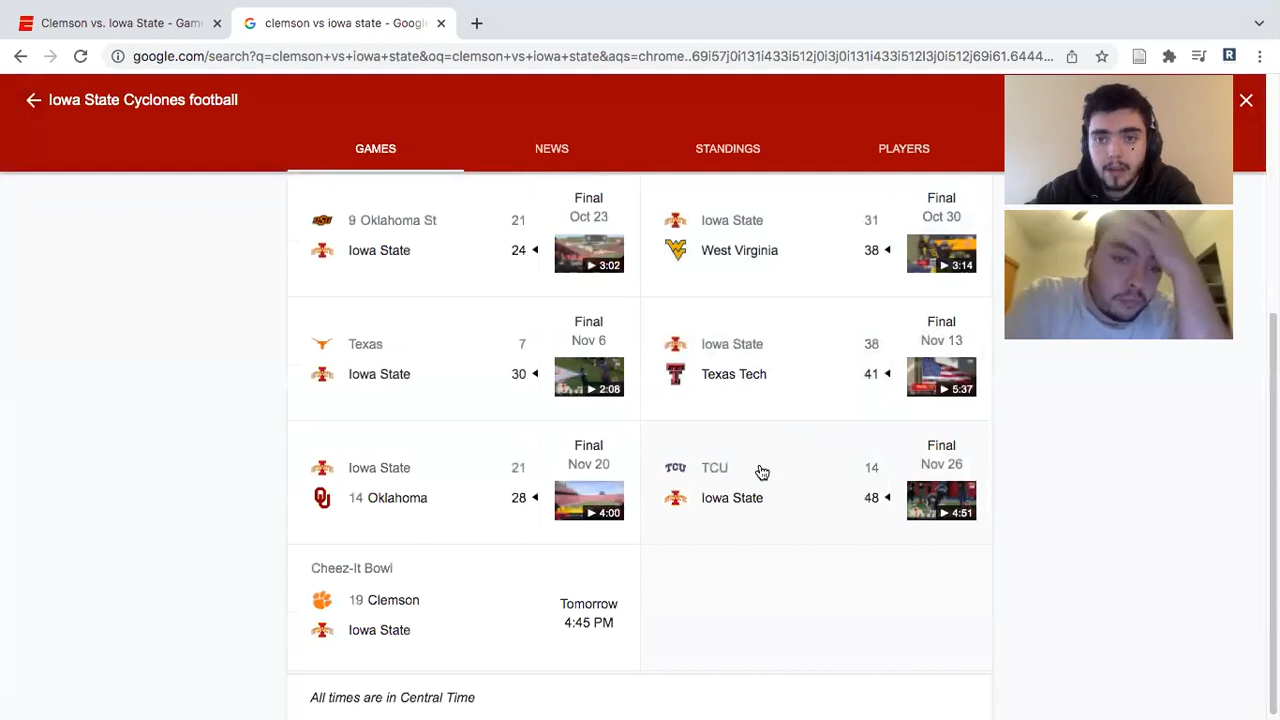 Clemson vs. Iowa State - Game
clemson vs iowa state - Google
google.com/search?q=clemson+vs+iowa+state&oq=clemson+vs+iowa+state&aqs=chrome..69i57j0i131i433i512j0i3j0i131i433i512l3j0i512j69i61.6444...
R
Iowa State Cyclones football
GAMES NEWS STANDINGS PLAYERS
9 Oklahoma St 21
Iowa State 24
Final
Oct 23
3:02
Iowa State 31
West Virginia 38
Final
Oct 30
3:14
Texas 7
Iowa State 30
Final
Nov 6
2:08
Iowa State 38
Texas Tech 41
Final
Nov 13
5:37
Iowa State 21
14 Oklahoma 28
Final
Nov 20
4:00
TCU TCU 14
Iowa State 48
Final
Nov 26
4:51
Cheez-It Bowl
19 Clemson
Iowa State
Tomorrow
4:45 PM
All times are in Central Time